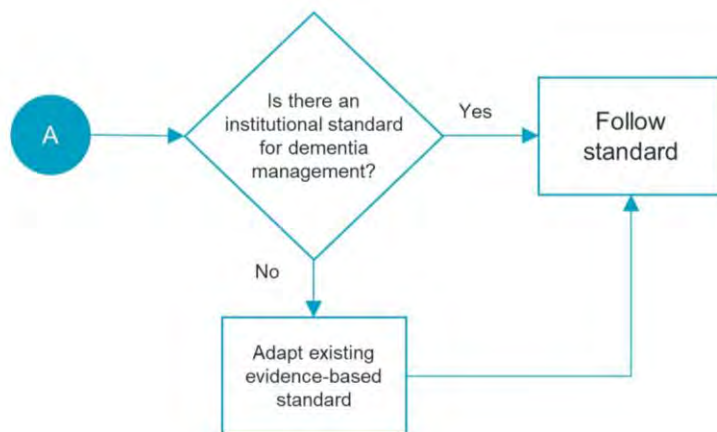 A
Is there an
institutional standard
for dementia
management?
Yes
Follow
standard
No
Adapt existing
evidence-based
standard